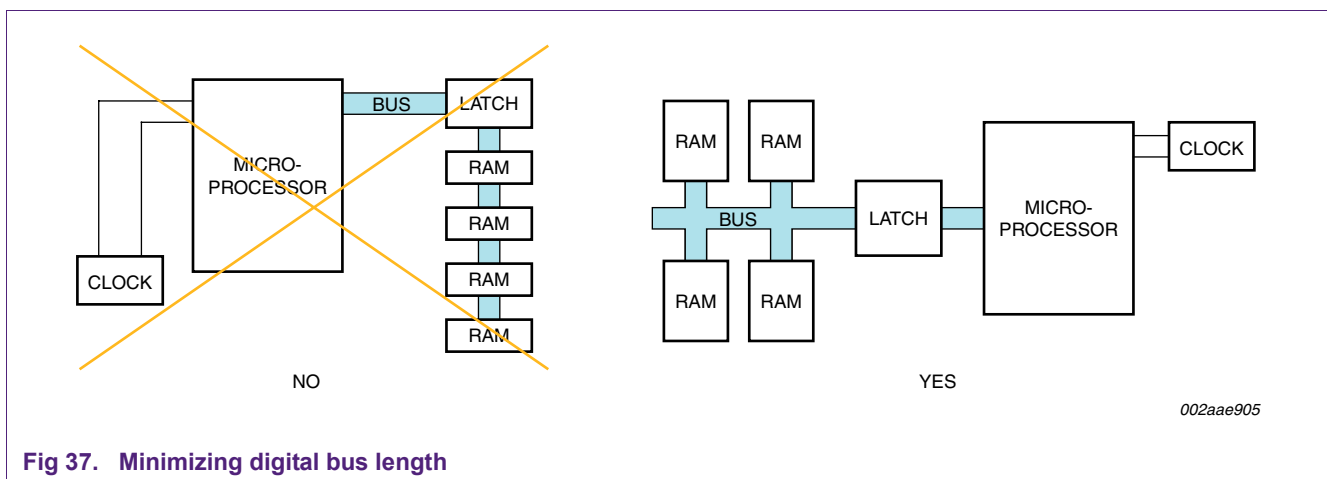 BUS
LATCH
MICRO-
PROCESSOR
RAM
RAM
RAM
RAM
CLOCK
NO
RAM
RAM
BUS
LATCH
MICRO-
PROCESSOR
CLOCK
RAM
RAM
YES
002aae905
Fig 37. Minimizing digital bus length